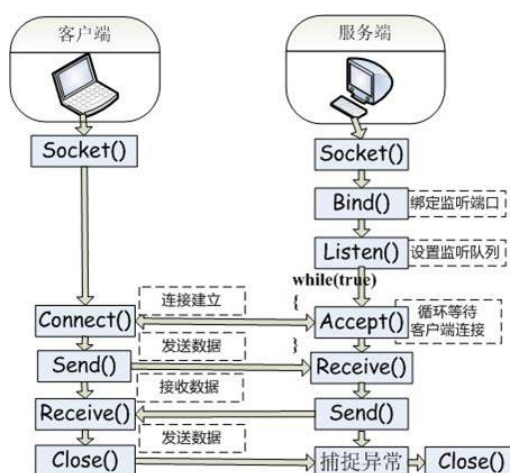 客户端
服务端
Socket()
Socket()
Bind()
绑定监听端口
Listen()
设置监听队列
while(true)
{
连接建立
Connect()
Accept()
循环等待
客户端连接
}
发送数据
Send()
Receive()
接收数据
Receive()
Send()
发送数据
Close()
捕捉异常
Close()